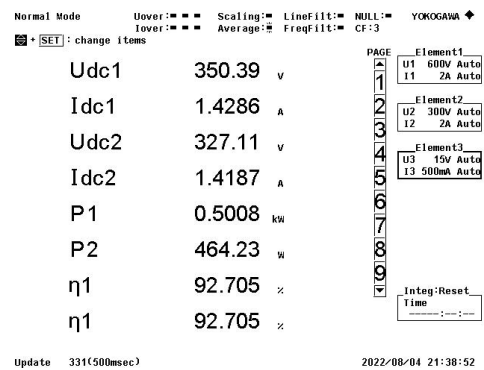 Normal Mode Uover: Scaling: LineFilt: NULL: YOKOGAWA
Iover: Average: FreqFilt: CF:3
+ SET : change items
PAGE
Udc1 350.39 V
Idc1 1.4286 A
Udc2 327.11 V
Idc2 1.4187 A
P1 0.5008 kW
P2 464.23 W
η1 92.705 %
η1 92.705 %
1
2
3
4
5
6
7
8
9
Element1
U1 600V Auto
I1 2A Auto
Element2
U2 300V Auto
I2 2A Auto
Element3
U3 15V Auto
I3 500mA Auto
Integ:Reset
Time
-----:--:--
Update 331(500msec) 2022/08/04 21:38:52